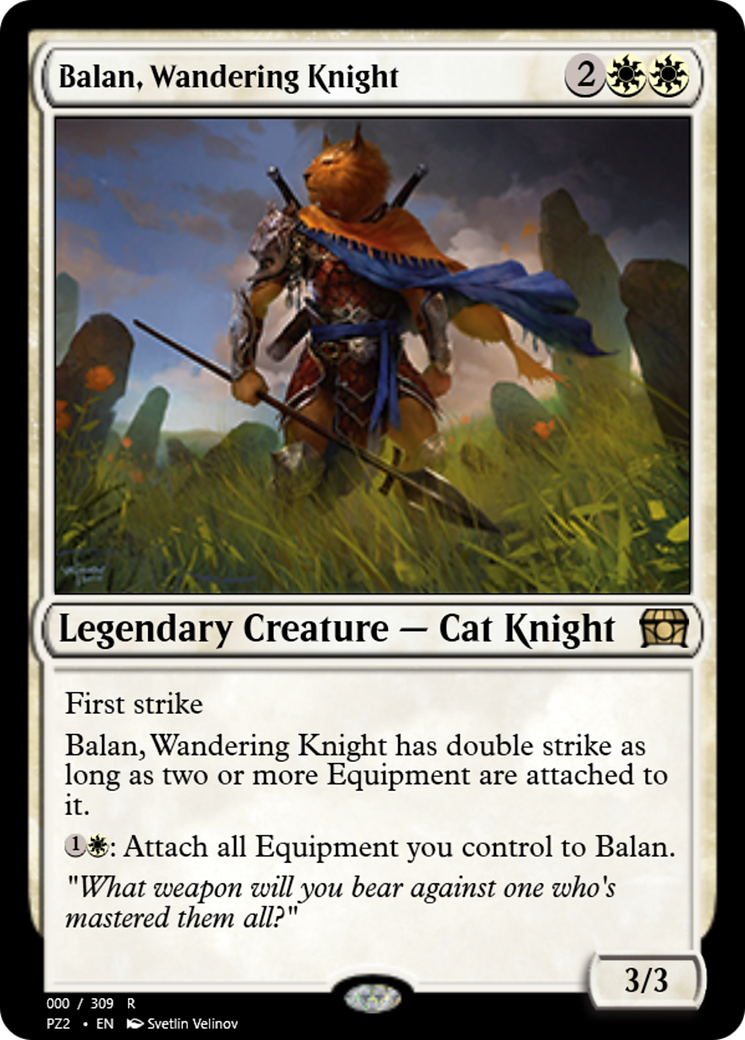 Balan, Wandering Knight 2
Legendary Creature — Cat Knight
First strike
Balan, Wandering Knight has double strike as
long as two or more Equipment are attached to
it.
1: Attach all Equipment you control to Balan.
"What weapon will you bear against one who's
mastered them all?"
3/3
000 / 309 R
PZ2 • EN Svetlin Velinov